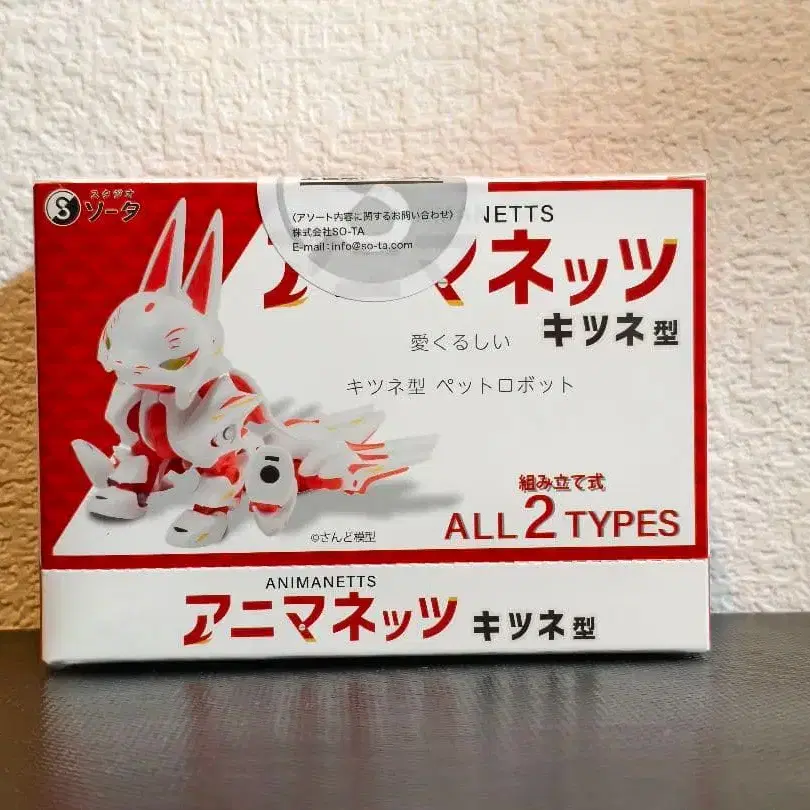 スタジオ
ソータ
〈アソート内容に関するお問い合わせ〉
株式会社SO-TA
E-mail:info@so-ta.com
NETTS
ア マネッツ
キツネ型
愛くるしい
キツネ型 ペットロボット
組み立て式
ALL 2 TYPES
©さんど模型
ANIMANETTS
アニマネッツ キツネ型